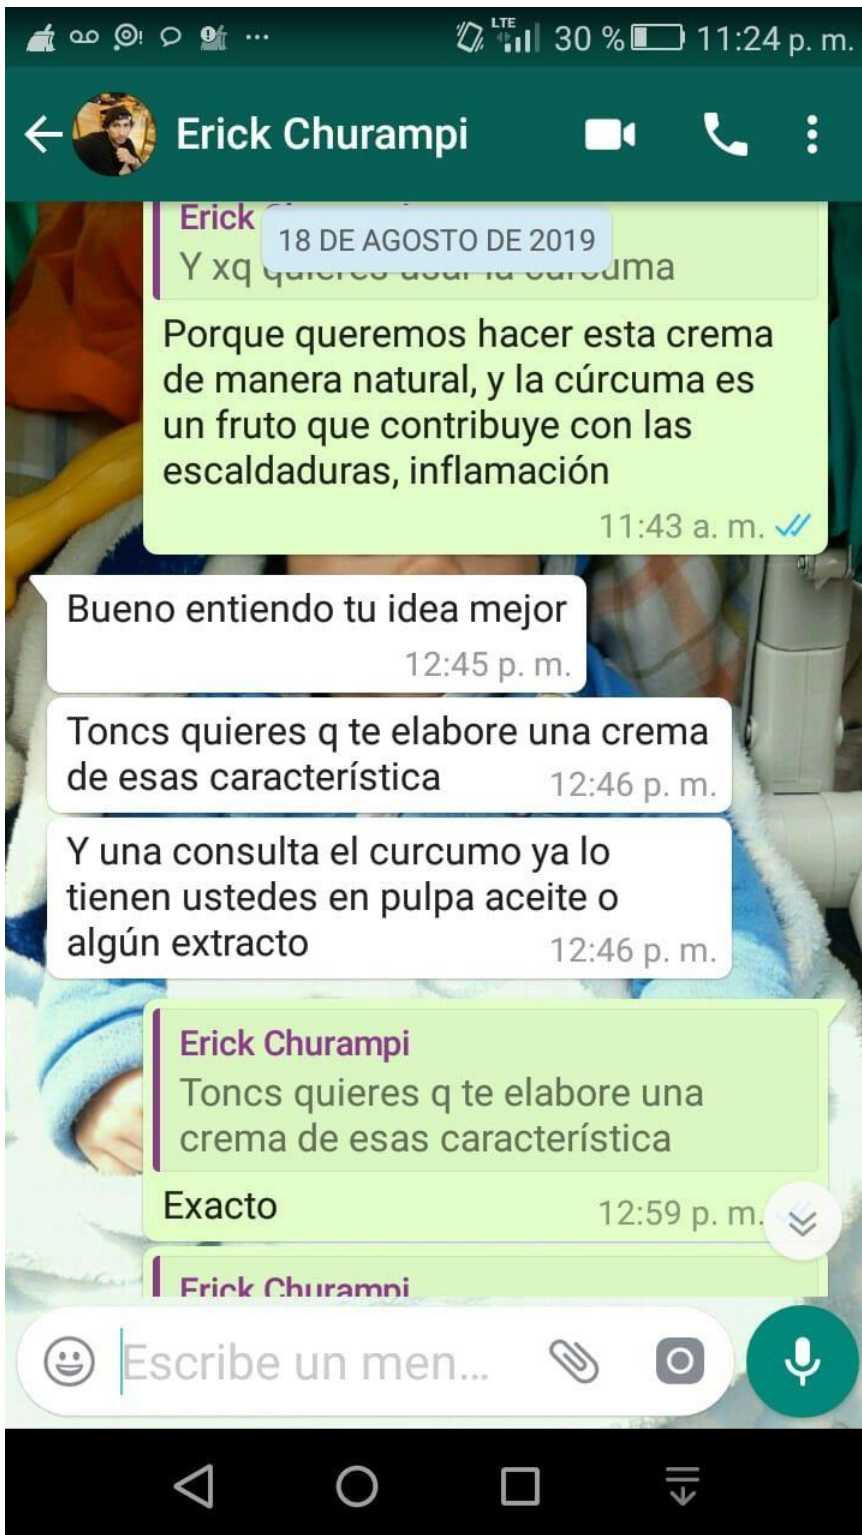 LTE
30 % 11:24 p. m.
Erick Churampi
Erick
18 DE AGOSTO DE 2019
Y xq
Porque queremos hacer esta crema
de manera natural, y la cúrcuma es
un fruto que contribuye con las
escaldaduras, inflamación
11:43 a. m.
Bueno entiendo tu idea mejor
12:45 p. m.
Toncs quieres q te elabore una crema
de esas característica 12:46 p. m.
Y una consulta el curcumo ya lo
tienen ustedes en pulpa aceite o
algún extracto 12:46 p. m.
Erick Churampi
Toncs quieres q te elabore una
crema de esas característica
Exacto 12:59 p. m.
Erick Churampi
Escribe un men...